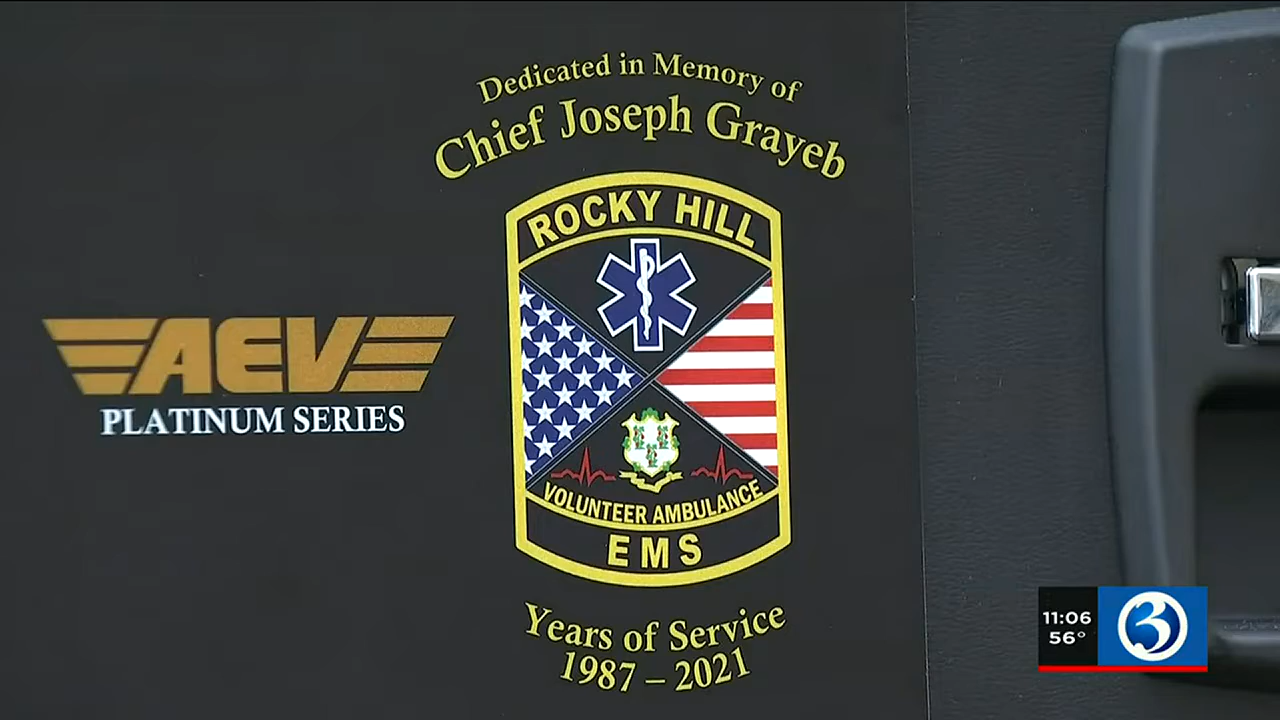 Dedicated in Memory of
Chief Joseph Grayeb
ROCKY HILL
VOLUNTEER AMBULANCE
EMS
Years of Service
1987 – 2021
AEV
PLATINUM SERIES
11:06
56°
3